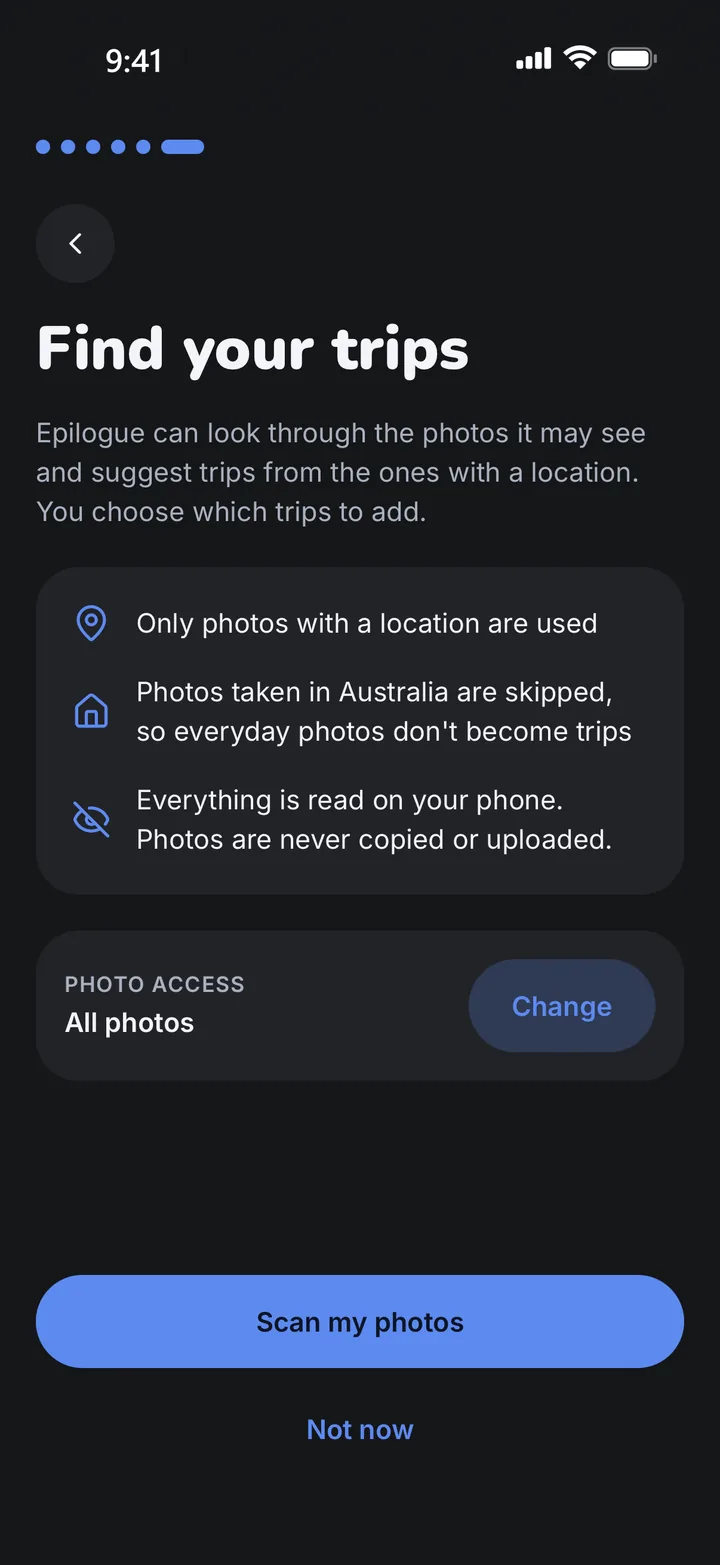 9:41
Find your trips
Epilogue can look through the photos it may see
and suggest trips from the ones with a location.
You choose which trips to add.
Only photos with a location are used
Photos taken in Australia are skipped,
so everyday photos don't become trips
Everything is read on your phone.
Photos are never copied or uploaded.
PHOTO ACCESS
All photos
Change
Scan my photos
Not now